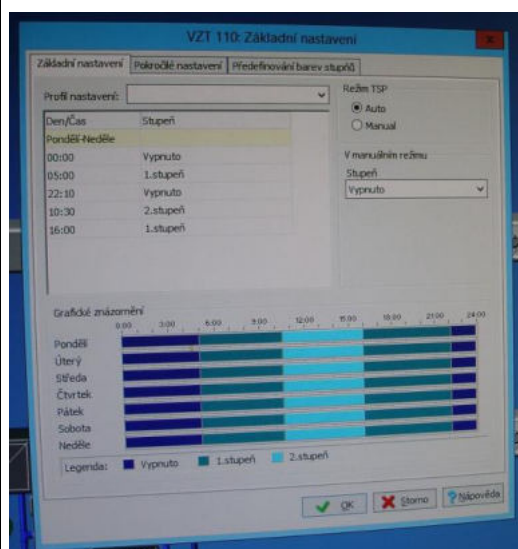 VZT 110: Základní nastavení
Základní nastavení Pokročilé nastavení Předefinování barev stupňů
Profil nastavení:
Režim TSP
Auto
Manual
Den/Čas Stupeň
Pondělí-Neděle
00:00 Vypnuto
05:00 1.stupeň
22:10 Vypnuto
10:30 2.stupeň
16:00 1.stupeň
V manuálním režimu
Stupeň
Vypnuto
Grafické znázornění
0:00 3:00 6:00 9:00 12:00 15:00 18:00 21:00 24:00
Pondělí
Úterý
Středa
Čtvrtek
Pátek
Sobota
Neděle
Legenda: Vypnuto 1.stupeň 2.stupeň
OK Storno Nápověda